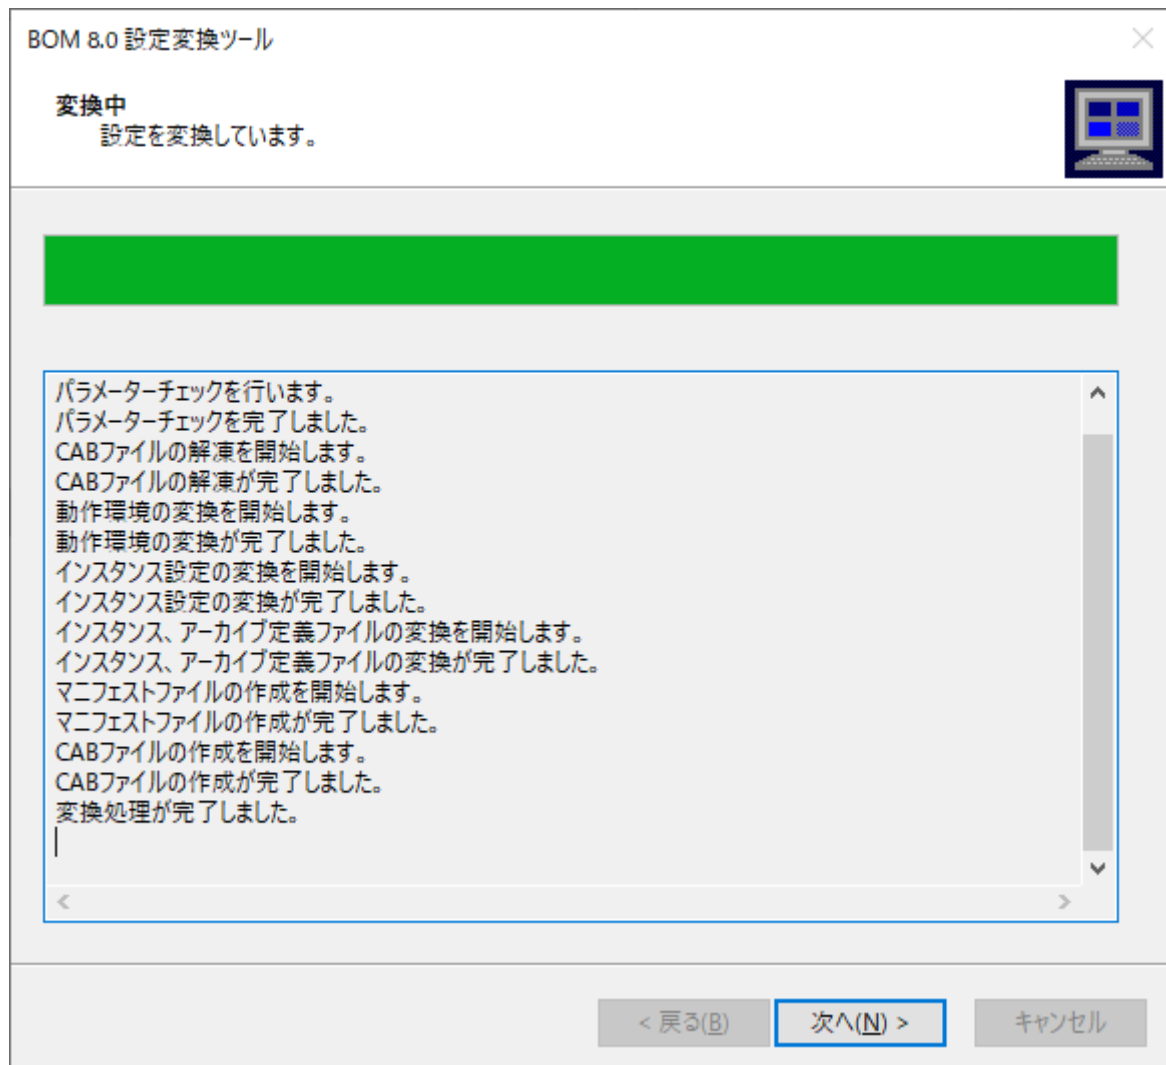 BOM 8.0 設定変換ツール
変換中
設定を変換しています。
パラメーターチェックを行います。
パラメーターチェックを完了しました。
CABファイルの解凍を開始します。
CABファイルの解凍が完了しました。
動作環境の変換を開始します。
動作環境の変換が完了しました。
インスタンス設定の変換を開始します。
インスタンス設定の変換が完了しました。
インスタンス、アーカイブ定義ファイルの変換を開始します。
インスタンス、アーカイブ定義ファイルの変換が完了しました。
マニフェストファイルの作成を開始します。
マニフェストファイルの作成が完了しました。
CABファイルの作成を開始します。
CABファイルの作成が完了しました。
変換処理が完了しました。
< 戻る(B) 次へ(N) > キャンセル